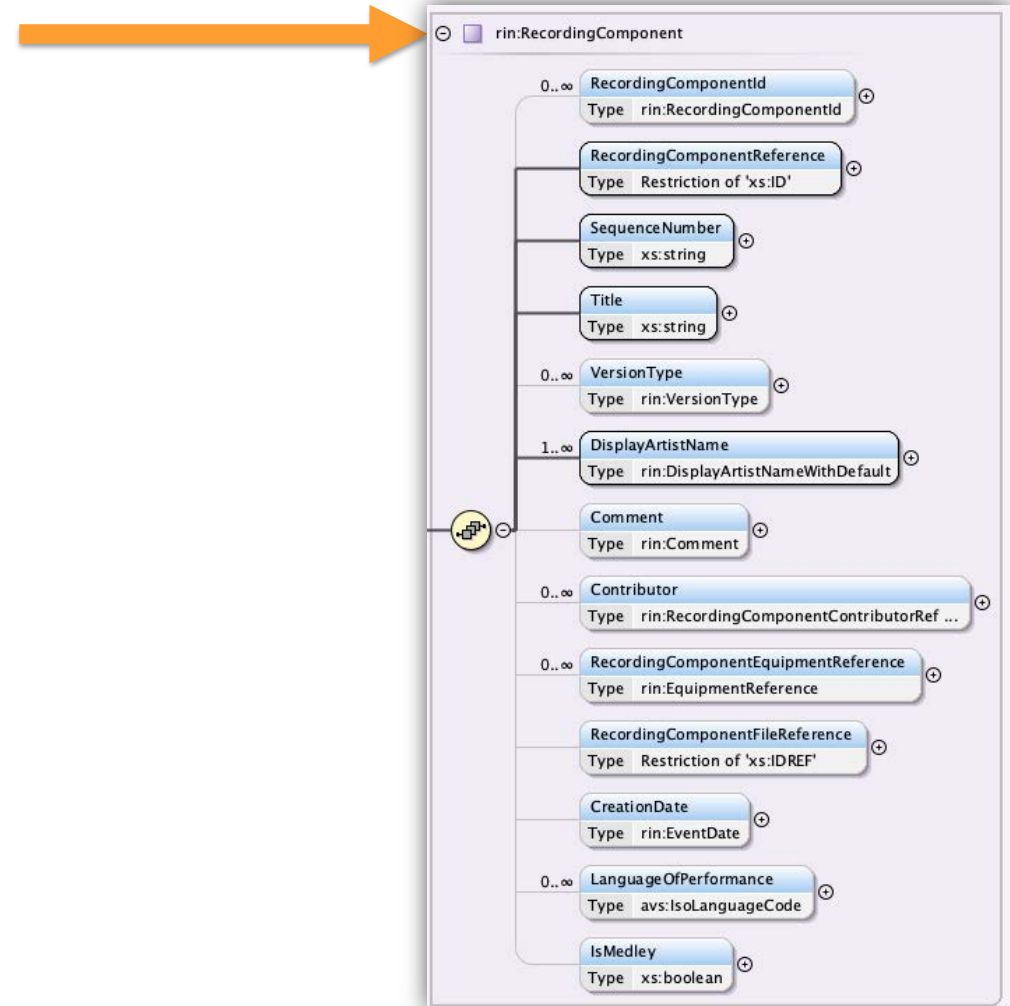 rin:RecordingComponent
0..∞ RecordingComponentId
Type rin:RecordingComponentId
RecordingComponentReference
Type Restriction of 'xs:ID'
SequenceNumber
Type xs:string
Title
Type xs:string
0..∞ VersionType
Type rin:VersionType
1..∞ DisplayArtistName
Type rin:DisplayArtistNameWithDefault
Comment
Type rin:Comment
0..∞ Contributor
Type rin:RecordingComponentContributorRef ...
0..∞ RecordingComponentEquipmentReference
Type rin:EquipmentReference
RecordingComponentFileReference
Type Restriction of 'xs:IDREF'
CreationDate
Type rin:EventDate
0..∞ LanguageOfPerformance
Type avs:IsoLanguageCode
IsMedley
Type xs:boolean